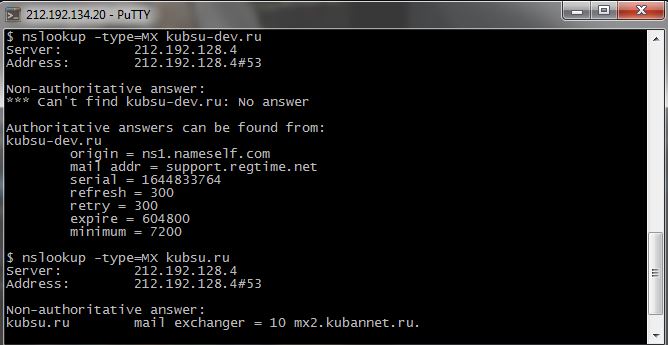 212.192.134.20 - PuTTY
$ nslookup -type=MX kubsu-dev.ru
Server:         212.192.128.4
Address:        212.192.128.4#53
Non-authoritative answer:
*** Can't find kubsu-dev.ru: No answer
Authoritative answers can be found from:
kubsu-dev.ru
        origin = ns1.nameself.com
        mail addr = support.regtime.net
        serial = 1644833764
        refresh = 300
        retry = 300
        expire = 604800
        minimum = 7200
$ nslookup -type=MX kubsu.ru
Server:         212.192.128.4
Address:        212.192.128.4#53
Non-authoritative answer:
kubsu.ru        mail exchanger = 10 mx2.kubannet.ru.